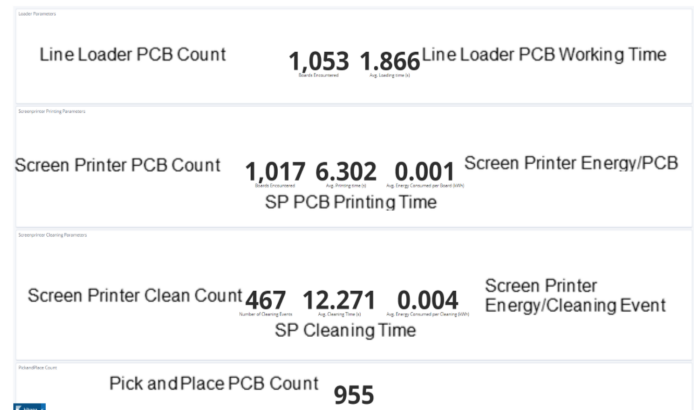 Loader Parameters
Line Loader PCB Count
1,053 1.866
Line Loader PCB Working Time
Boards Encountered
Avg. Loading time (s)
Screenprinter Printing Parameters
Screen Printer PCB Count
1,017 6.302 0.001
Screen Printer Energy/PCB
Boards Encountered
Avg. Printing time (s)
Avg. Energy Consumed per Board (kWh)
SP PCB Printing Time
Screenprinter Cleaning Parameters
Screen Printer Clean Count
467 12.271 0.004
Screen Printer
Energy/Cleaning Event
Number of Cleaning Events
Avg. Cleaning Time (s)
Avg. Energy Consumed per Cleaning (kWh)
SP Cleaning Time
PickandPlace Count
Pick and Place PCB Count
955